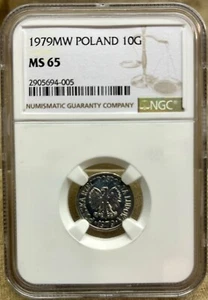 1979MW POLAND 10G
MS 65
2905694-005
NUMISMATIC GUARANTY COMPANY
NGC